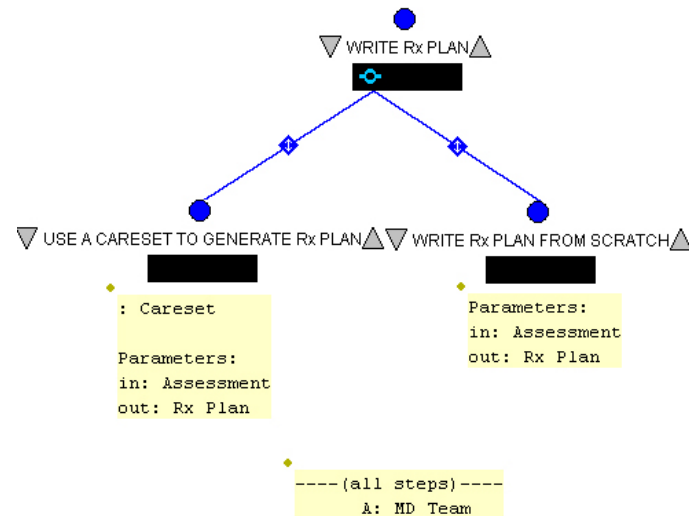 WRITE Rx PLAN
USE A CARESET TO GENERATE Rx PLAN
WRITE Rx PLAN FROM SCRATCH
: Careset
Parameters:
in: Assessment
out: Rx Plan
Parameters:
in: Assessment
out: Rx Plan
----(all steps)----
A: MD Team